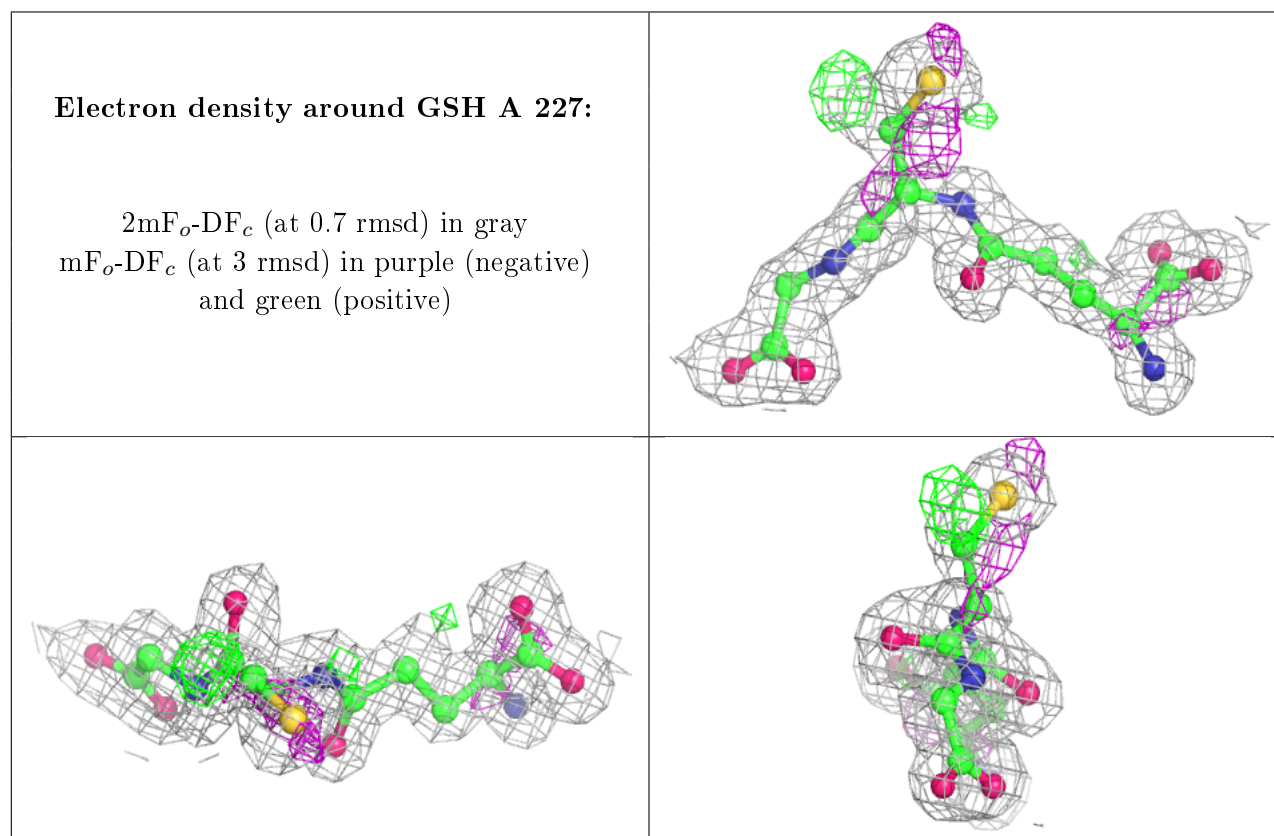 Electron density around GSH A 227:
2mFₒ-DF𝒸 (at 0.7 rmsd) in gray
mFₒ-DF𝒸 (at 3 rmsd) in purple (negative)
and green (positive)